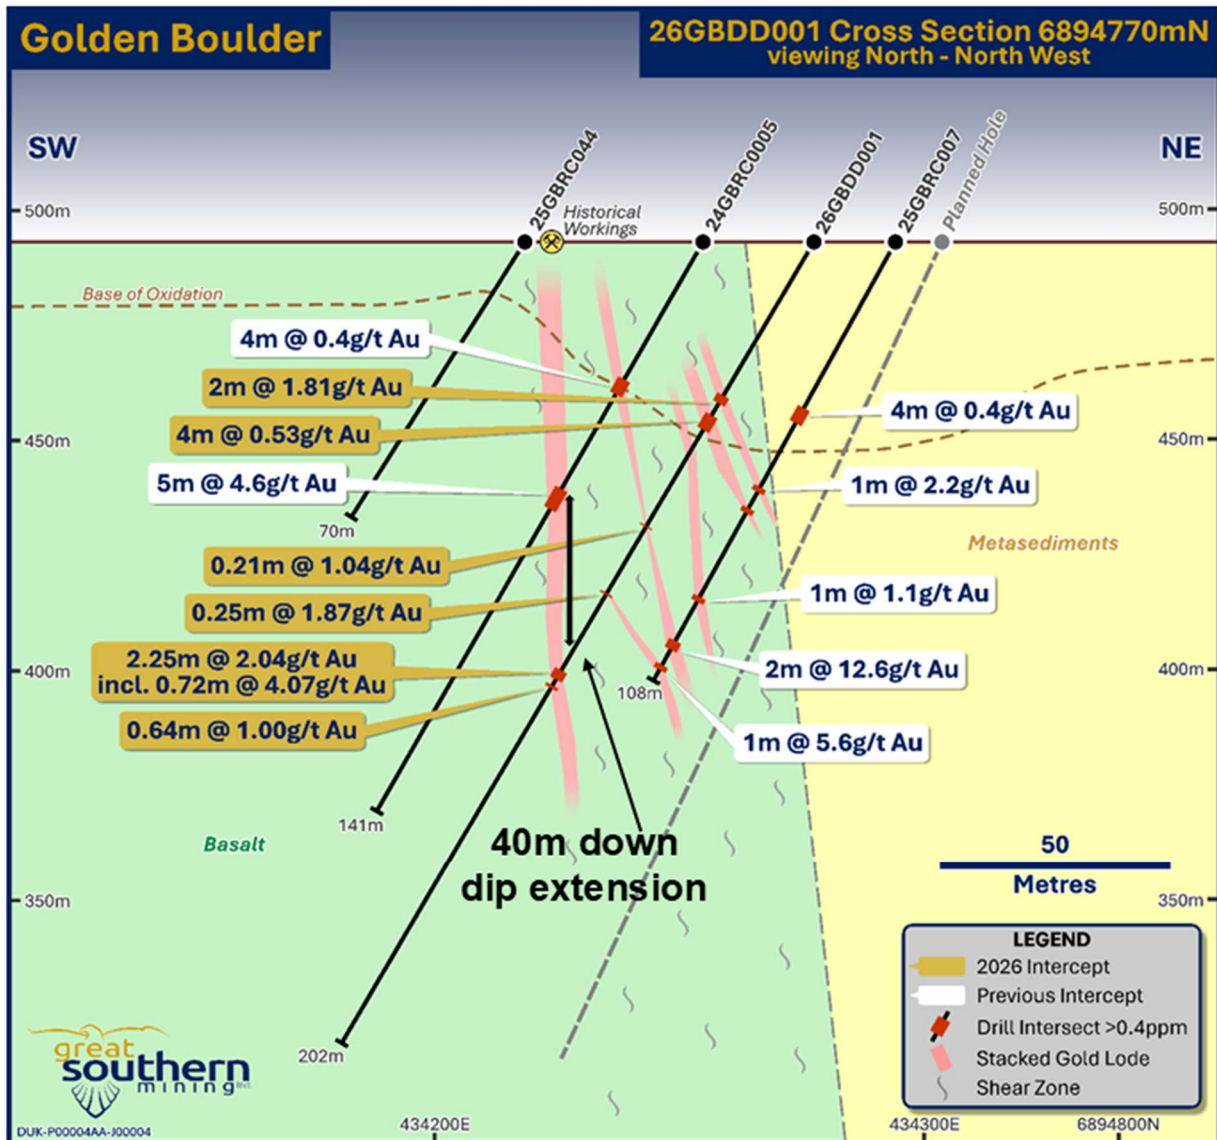 Golden Boulder
26GBDD001 Cross Section 6894770mN
viewing North - North West
SW
NE
25GBRC044
Historical
Workings
24GBRC0005
26GBDD001
25GBRC007
Planned Hole
500m
500m
Base of Oxidation
4m @ 0.4g/t Au
2m @ 1.81g/t Au
4m @ 0.53g/t Au
4m @ 0.4g/t Au
450m
450m
5m @ 4.6g/t Au
1m @ 2.2g/t Au
70m
Metasediments
0.21m @ 1.04g/t Au
0.25m @ 1.87g/t Au
1m @ 1.1g/t Au
2.25m @ 2.04g/t Au
incl. 0.72m @ 4.07g/t Au
400m
400m
2m @ 12.6g/t Au
108m
0.64m @ 1.00g/t Au
1m @ 5.6g/t Au
141m
Basalt
40m down
dip extension
50
Metres
350m
350m
LEGEND
2026 Intercept
Previous Intercept
Drill Intersect >0.4ppm
Stacked Gold Lode
Shear Zone
202m
great
southern
mining
DUK-P00004AA-J00004
434200E
434300E
6894800N